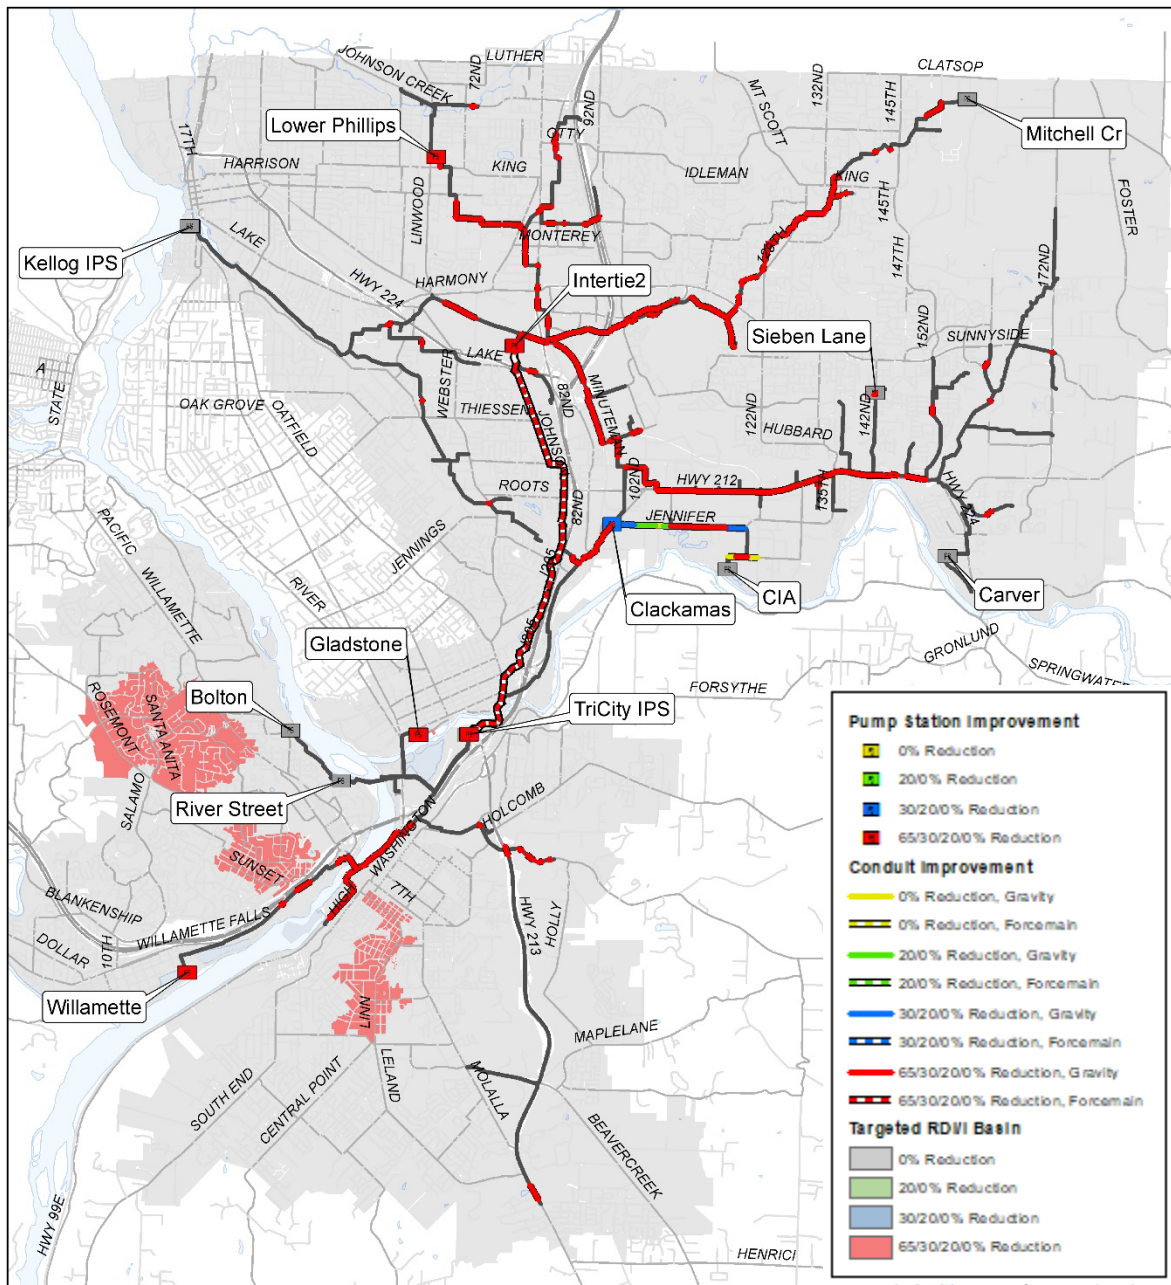 LUTHER
CLATSOP
JOHNSON CREEK
72ND
92ND
MT SCOTT
132ND
145TH
Lower Phillips
Mitchell Cr
17TH
OTTY
HARRISON
KING
IDLEMAN
KING
LINWOOD
145TH
FOSTER
Kellog IPS
LAKE
MONTEREY
129TH
147TH
172ND
HARMONY
Intertie2
HWY 224
152ND
SUNNYSIDE
Sieben Lane
LAKE
A
STATE
WEBSTER
OAK GROVE
OATFIELD
THIESSEN
82ND
MINUTEMAN
JOHNSON
122ND
HUBBARD
142ND
ROOTS
82ND
102ND
HWY 212
135TH
HWY 224
PACIFIC
JENNINGS
JENNIFER
I205
WILLAMETTE
RIVER
CIA
Carver
Clackamas
I205
Gladstone
GRONLUND
SPRINGWATER
FORSYTHE
Bolton
ROSEMONT
SANTA ANITA
TriCity IPS
River Street
SALAMO
HOLCOMB
WASHINGTON
SUNSET
BLANKENSHIP
HIGH
7TH
WILLAMETTE FALLS
DOLLAR
10TH
HWY 213
HOLLY
Willamette
LINN
MAPLELANE
LELAND
SOUTH END
CENTRAL POINT
MOLALLA
BEAVERCREEK
HWY 99E
HENRICI
Pump Station Improvement
0% Reduction
20/0% Reduction
30/20/0% Reduction
65/30/20/0% Reduction
Conduit Improvement
0% Reduction, Gravity
0% Reduction, Forcemain
20/0% Reduction, Gravity
20/0% Reduction, Forcemain
30/20/0% Reduction, Gravity
30/20/0% Reduction, Forcemain
65/30/20/0% Reduction, Gravity
65/30/20/0% Reduction, Forcemain
Targeted RDI/I Basin
0% Reduction
20/0% Reduction
30/20/0% Reduction
65/30/20/0% Reduction